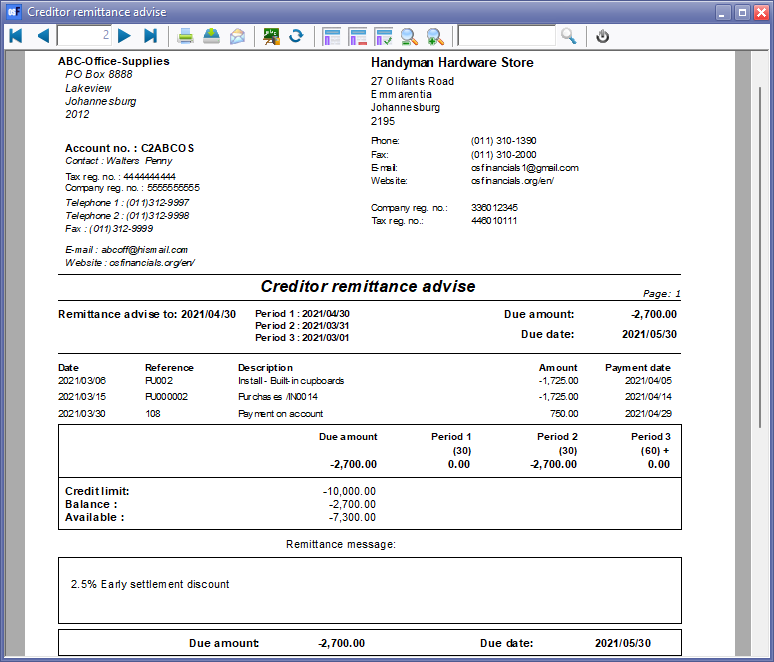 Creditor remittance advise
2
ABC-Office-Supplies
PO Box 8888
Lakeview
Johannesburg
2012
Handyman Hardware Store
27 Olifants Road
Emmarentia
Johannesburg
2195
Account no. : C2ABCOS
Contact : Walters Penny
Tax reg. no. : 4444444444
Company reg. no. : 5555555555
Telephone 1 : (011)312-9997
Telephone 2 : (011)312-9998
Fax : (011)312-9999
E-mail : abcoff@hismail.com
Website : osfinancials.org/en/
Phone: (011) 310-1390
Fax: (011) 310-2000
E-mail: osfinancials1@gmail.com
Website: osfinancials.org/en/
Company reg. no.: 336012345
Tax reg. no.: 446010111
Creditor remittance advise
Page: 1
Remittance advise to: 2021/04/30
Period 1 : 2021/04/30
Period 2 : 2021/03/31
Period 3 : 2021/03/01
Due amount: -2,700.00
Due date: 2021/05/30
Date Reference Description Amount Payment date
2021/03/06 PU002 Install - Built-in cupboards -1,725.00 2021/04/05
2021/03/15 PU000002 Purchases /IN0014 -1,725.00 2021/04/14
2021/03/30 108 Payment on account 750.00 2021/04/29
Due amount Period 1 Period 2 Period 3
(30) (30) (60) +
-2,700.00 0.00 -2,700.00 0.00
Credit limit: -10,000.00
Balance : -2,700.00
Available : -7,300.00
Remittance message:
2.5% Early settlement discount
Due amount: -2,700.00 Due date: 2021/05/30